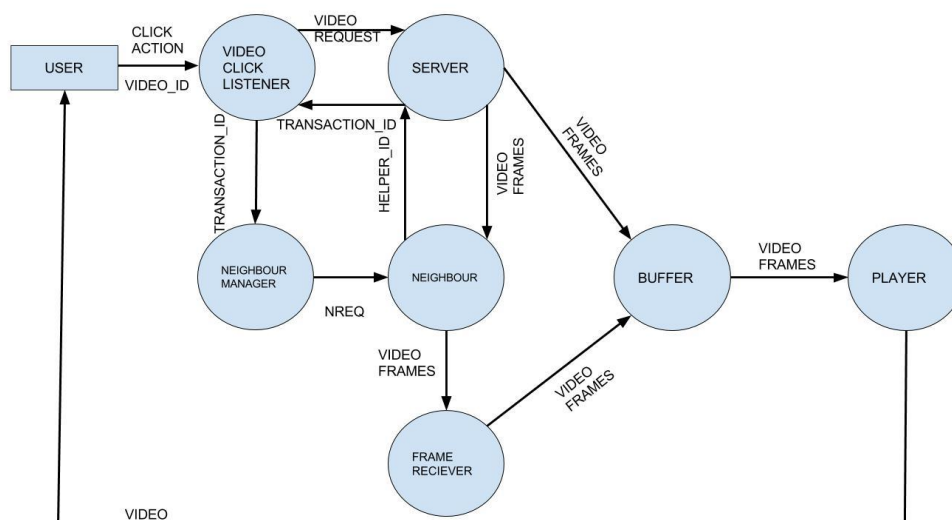 CLICK
ACTION
VIDEO
REQUEST
USER
VIDEO_ID
VIDEO
CLICK
LISTENER
SERVER
TRANSACTION_ID
TRANSACTION_ID
HELPER_ID
VIDEO
FRAMES
VIDEO
FRAMES
NEIGHBOUR
MANAGER
NREQ
NEIGHBOUR
BUFFER
VIDEO
FRAMES
PLAYER
VIDEO
FRAMES
VIDEO
FRAMES
FRAME
RECIEVER
VIDEO